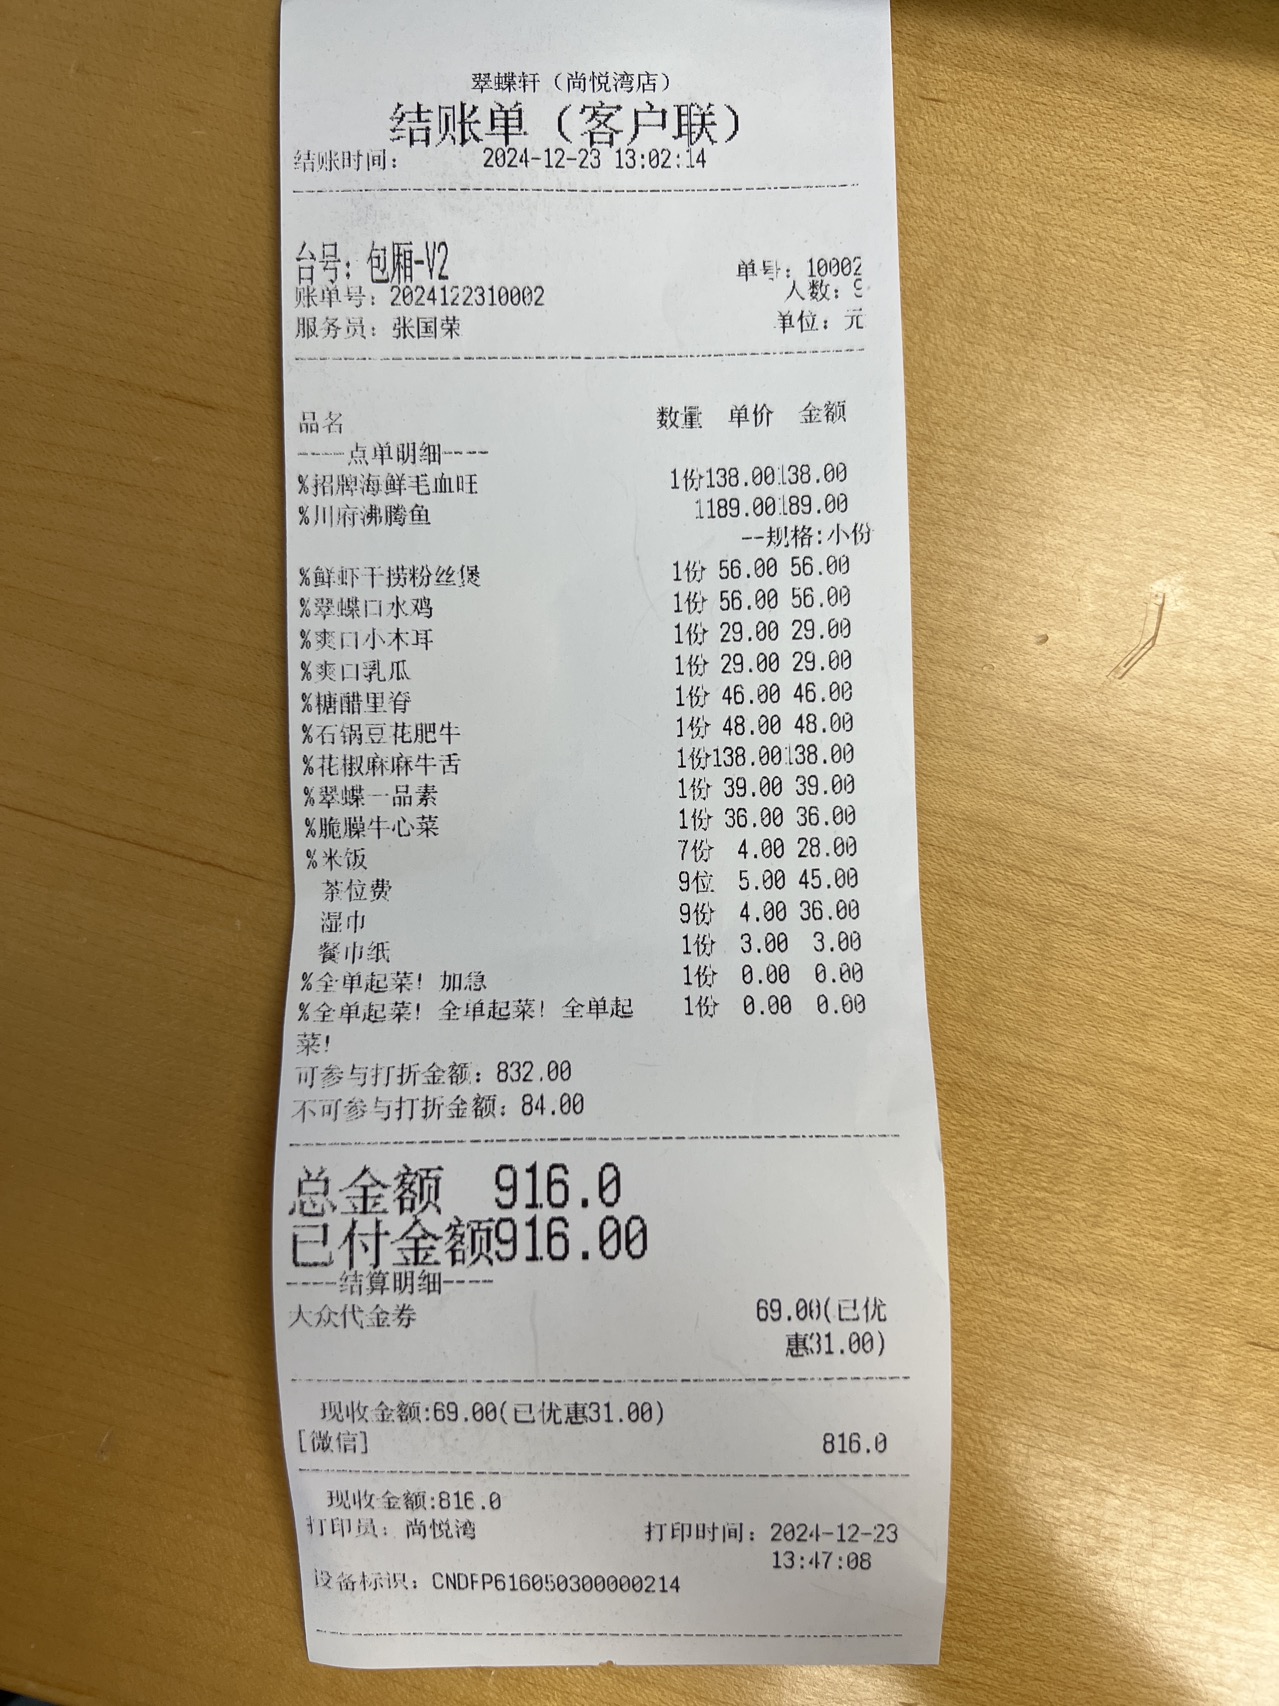 翠蝶轩（尚悦湾店）
结账单（客户联）
结账时间： 2024-12-23 13:02:14
台号：包厢-V2
单号：10002
账单号：2024122310002
人数：9
服务员：张国荣
单位：元
品名 数量 单价 金额
----点单明细----
%招牌海鲜毛血旺 1份138.00138.00
%川府沸腾鱼 1189.00189.00
--规格:小份
%鲜虾干捞粉丝煲 1份 56.00 56.00
%翠蝶口水鸡 1份 56.00 56.00
%爽口小木耳 1份 29.00 29.00
%爽口乳瓜 1份 29.00 29.00
%糖醋里脊 1份 46.00 46.00
%石锅豆花肥牛 1份 48.00 48.00
%花椒麻麻牛舌 1份138.00138.00
%翠蝶一品素 1份 39.00 39.00
%脆臊牛心菜 1份 36.00 36.00
%米饭 7份 4.00 28.00
茶位费 9位 5.00 45.00
湿巾 9份 4.00 36.00
餐巾纸 1份 3.00 3.00
%全单起菜！加急 1份 0.00 0.00
%全单起菜！全单起菜！全单起 1份 0.00 0.00
菜！
可参与打折金额：832.00
不可参与打折金额：84.00
总金额 916.0
已付金额916.00
----结算明细----
大众代金券 69.00(已优
惠31.00)
现收金额:69.00(已优惠31.00)
[微信] 816.0
现收金额:816.0
打印员：尚悦湾 打印时间：2024-12-23
13:47:08
设备标识：CNDFP616050300000214